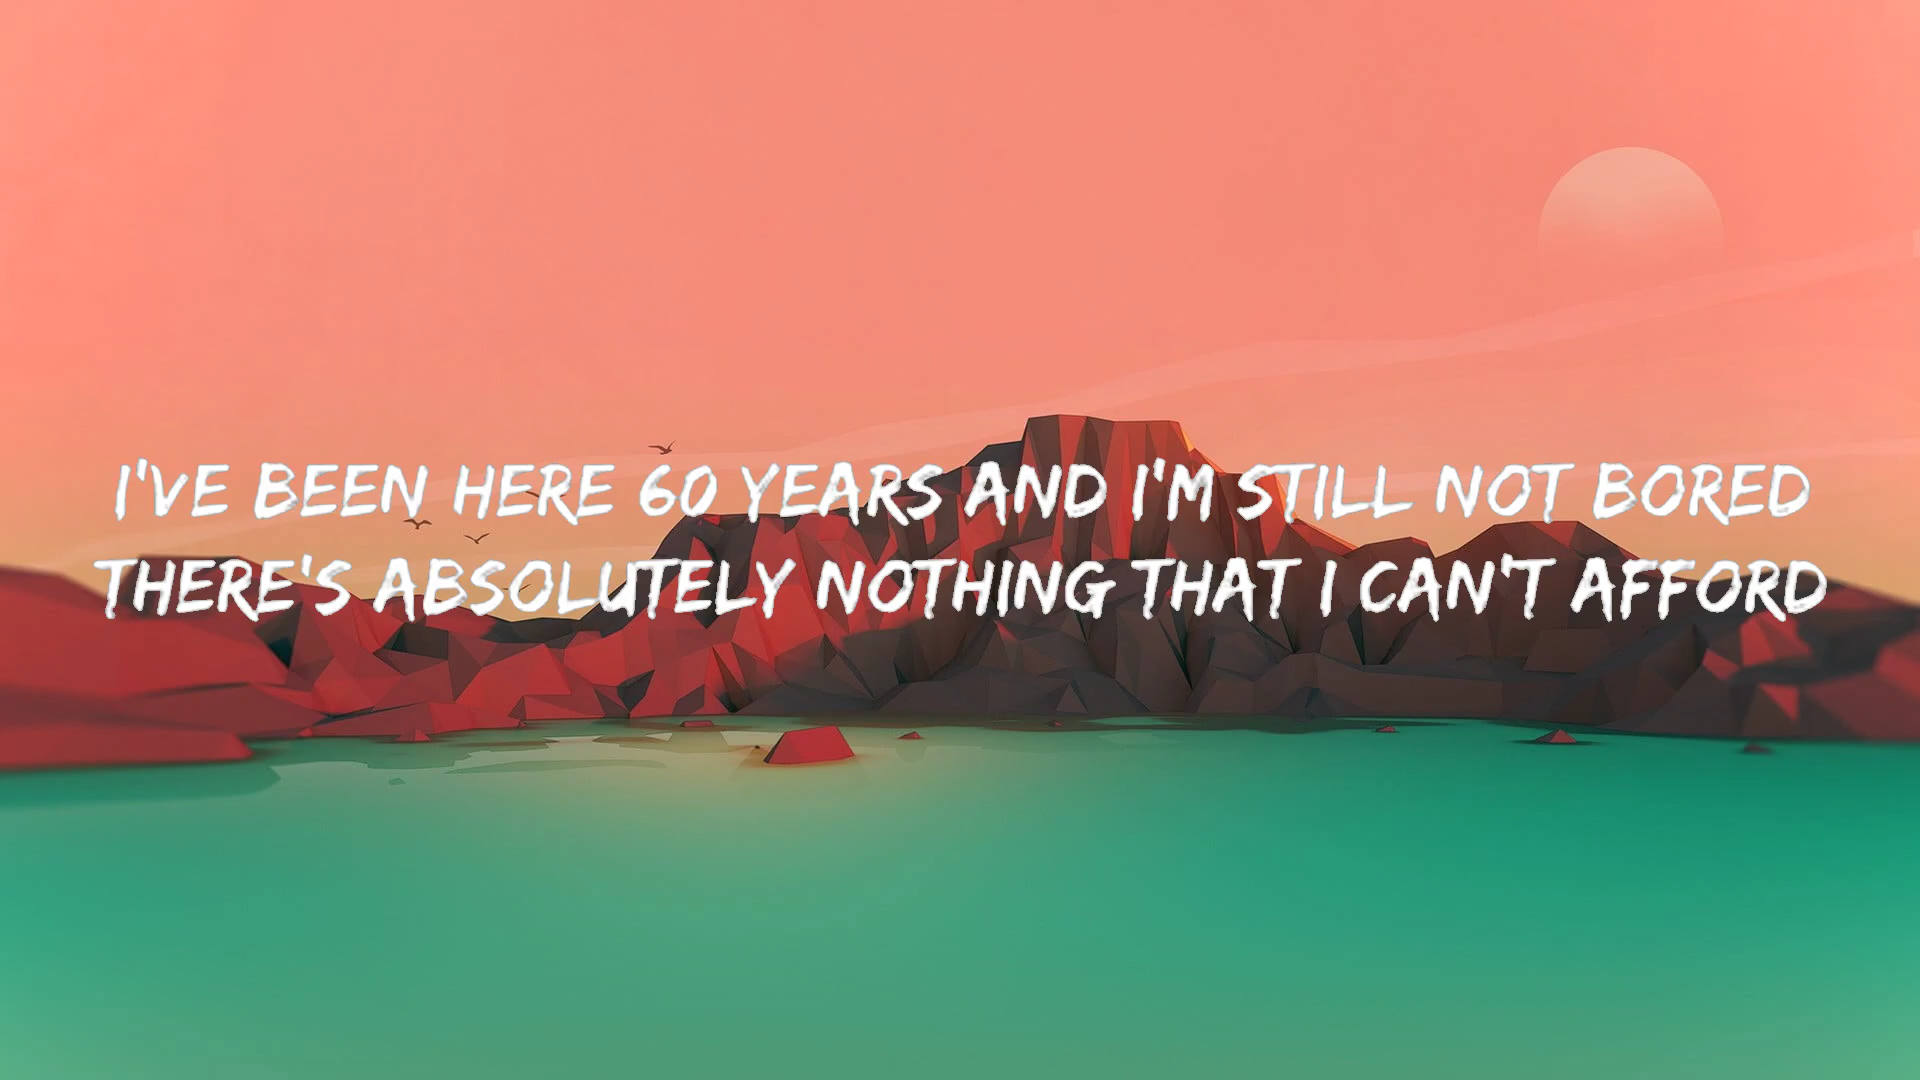 I'VE BEEN HERE 60 YEARS AND I'M STILL NOT BORED
THERE'S ABSOLUTELY NOTHING THAT I CAN'T AFFORD